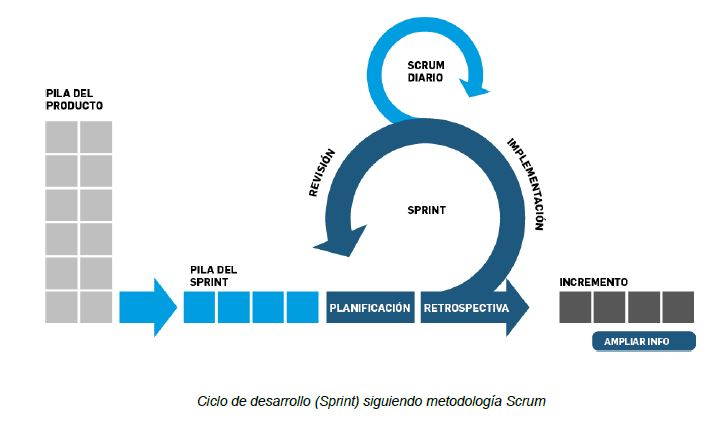 SCRUM
DIARIO
PILA DEL
PRODUCTO
REVISIÓN
IMPLEMENTACIÓN
SPRINT
PILA DEL
SPRINT
PLANIFICACIÓN
RETROSPECTIVA
INCREMENTO
AMPLIAR INFO
Ciclo de desarrollo (Sprint) siguiendo metodología Scrum